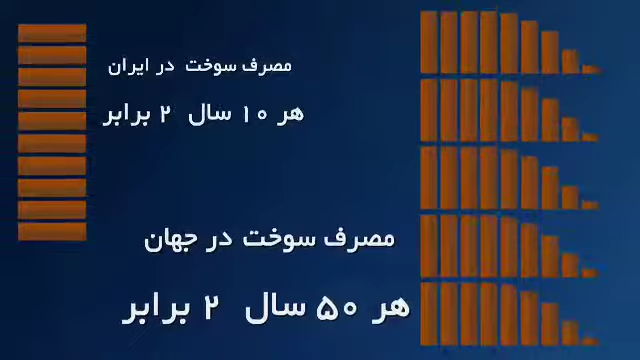 مصرف سوخت در ایران
هر ۱۰ سال ۲ برابر
مصرف سوخت در جهان
هر ۵۰ سال ۲ برابر